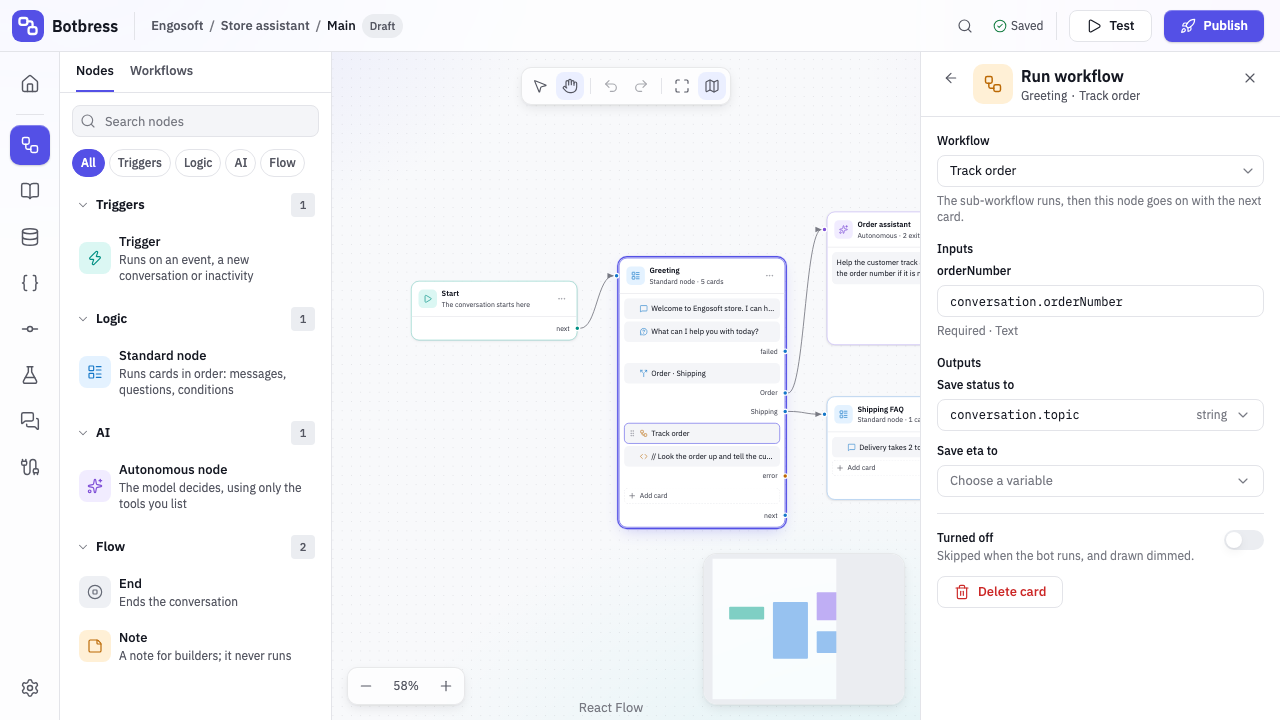 Botbress
Engosoft / Store assistant / Main Draft
Saved
Test
Publish
Nodes
Workflows
Search nodes
All
Triggers
Logic
AI
Flow
Triggers
1
Trigger
Runs on an event, a new
conversation or inactivity
Logic
1
Standard node
Runs cards in order: messages,
questions, conditions
AI
1
Autonomous node
The model decides, using only the
tools you list
Flow
2
End
Ends the conversation
Note
A note for builders; it never runs
Start
The conversation starts here
next
Greeting
Standard node · 5 cards
Welcome to Engosoft store. I can h...
What can I help you with today?
failed
Order · Shipping
Order
Shipping
Track order
// Look the order up and tell the cu...
error
Add card
next
Order assistant
Autonomous · 2 exit
Help the customer track
the order number if it is
Shipping FAQ
Standard node · 1 ca
Delivery takes 2 to
Add card
58%
React Flow
Run workflow
Greeting · Track order
Workflow
Track order
The sub-workflow runs, then this node goes on with the next
card.
Inputs
orderNumber
conversation.orderNumber
Required · Text
Outputs
Save status to
conversation.topic
string
Save eta to
Choose a variable
Turned off
Skipped when the bot runs, and drawn dimmed.
Delete card